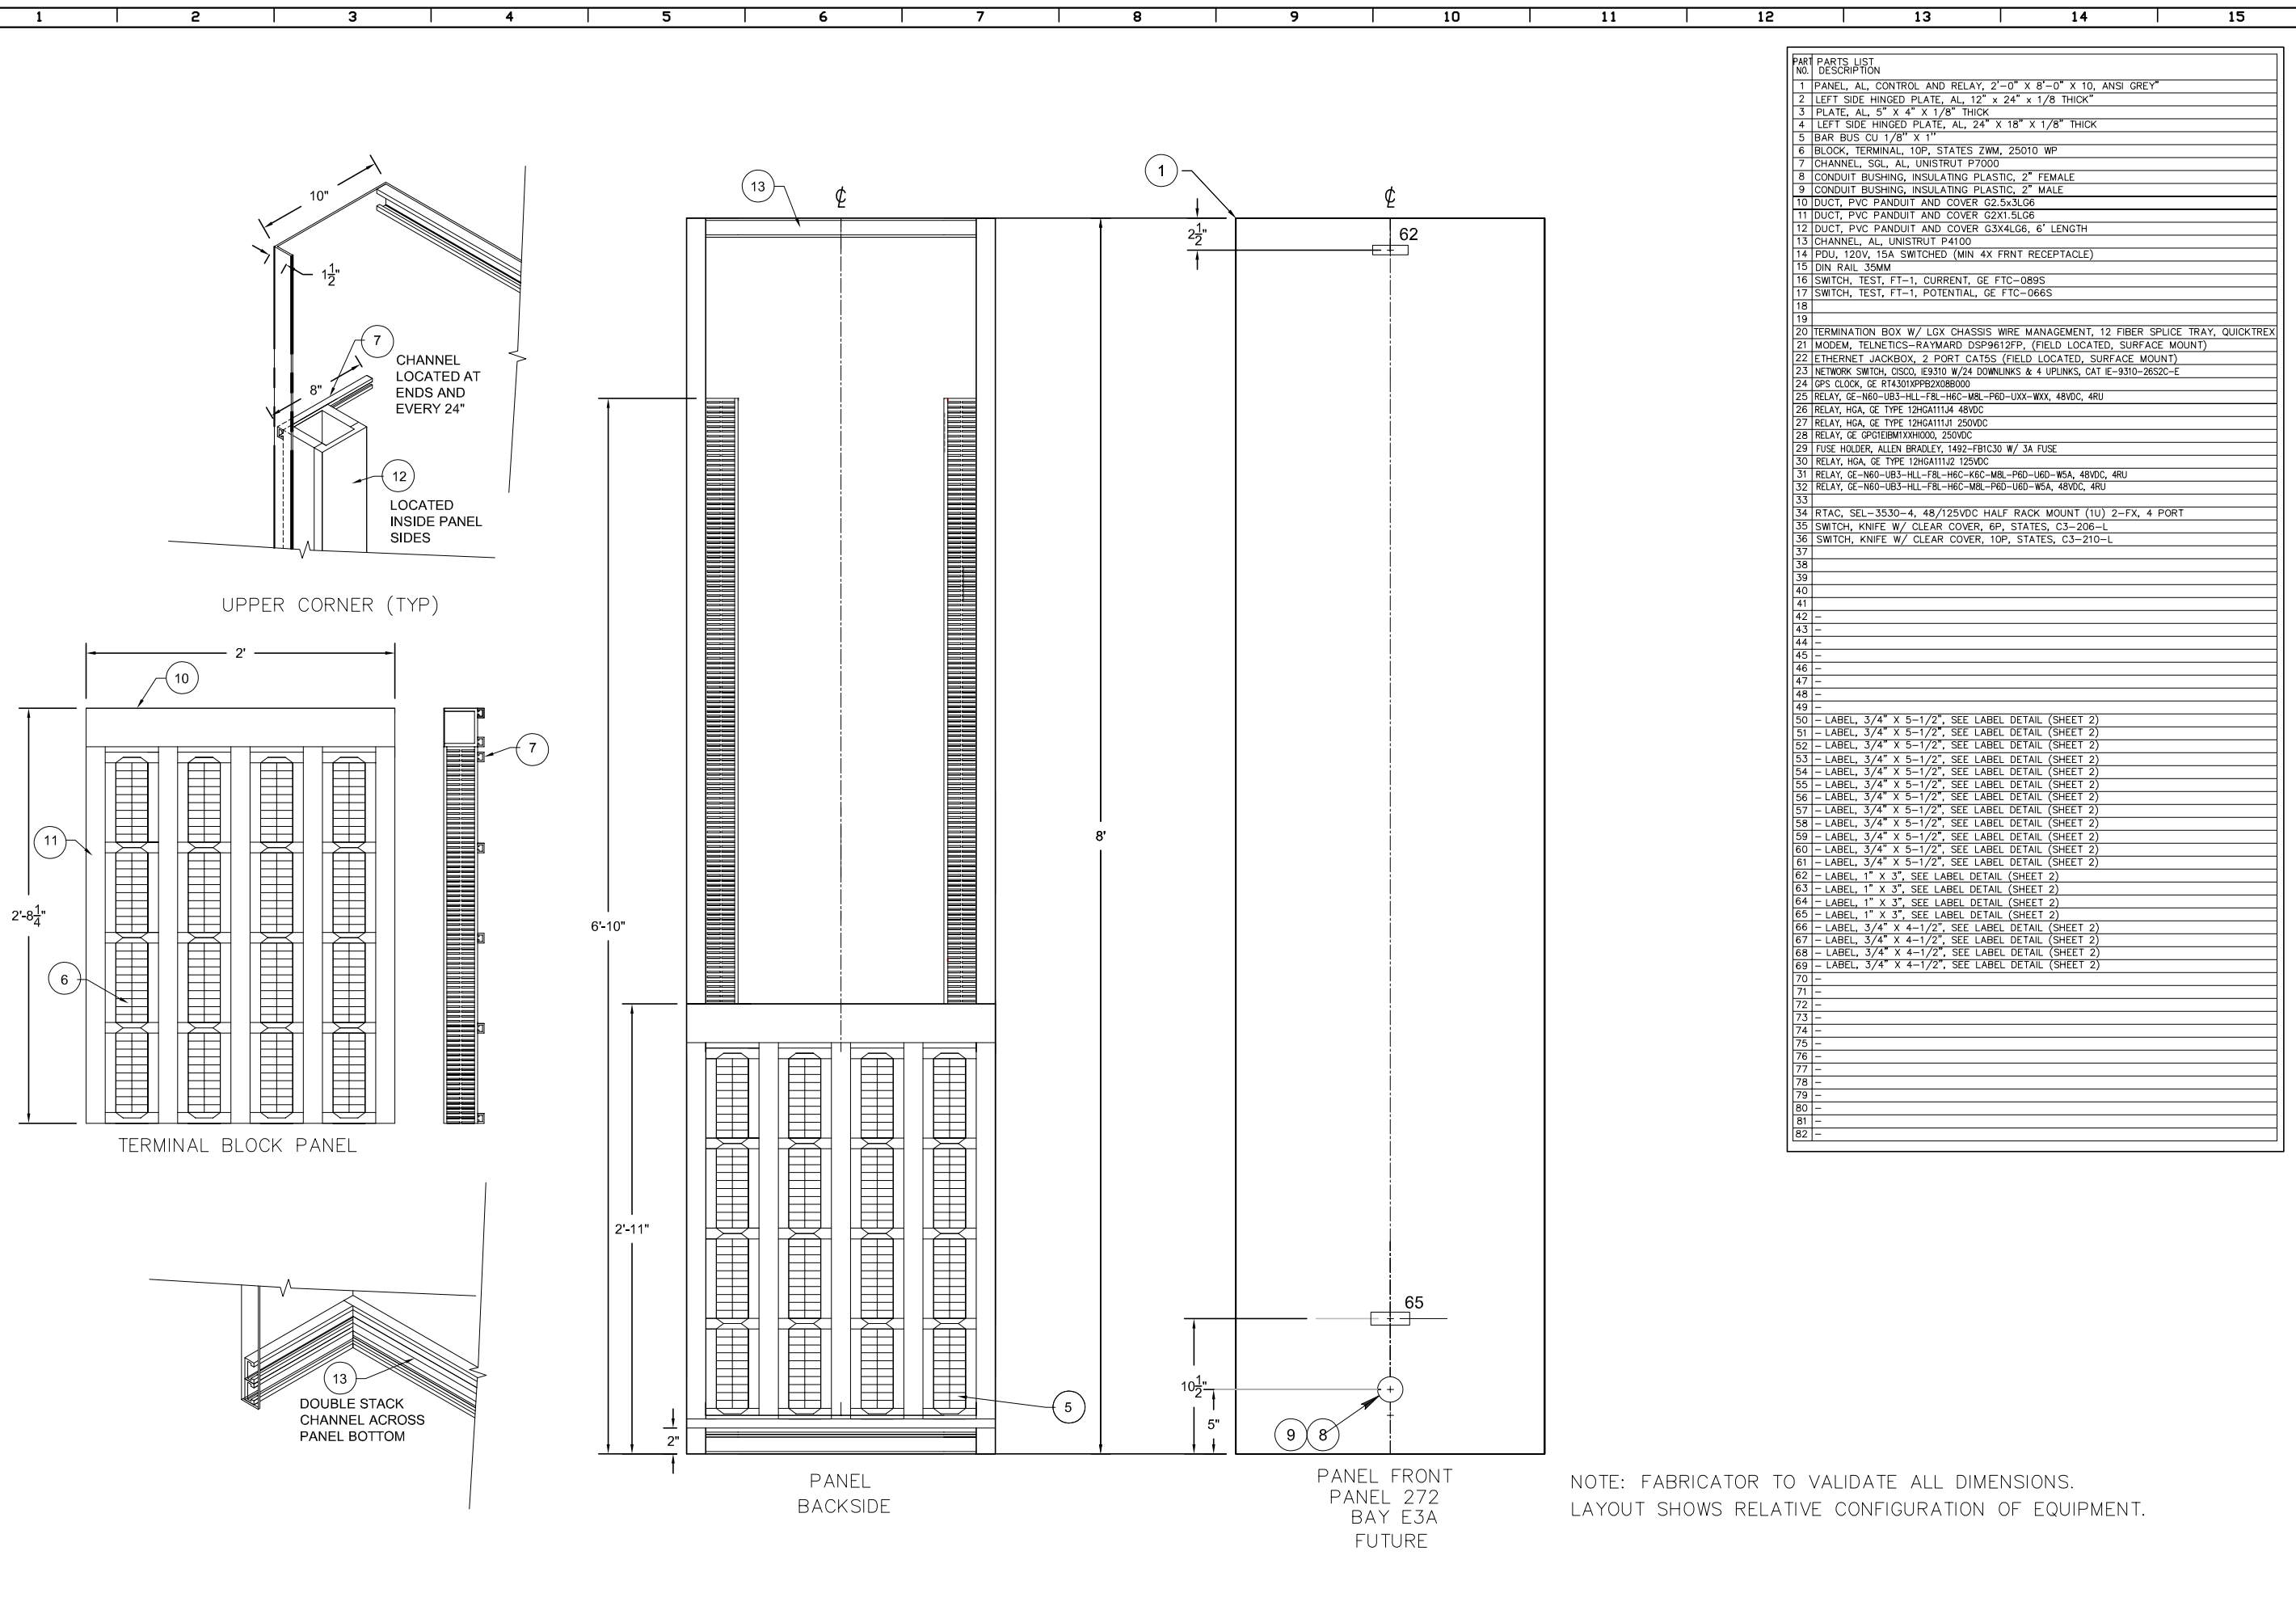 1 2 3 4 5 6 7 8 9 10 11 12 13 14 15
10"
1 1/2"
7
CHANNEL
LOCATED AT
ENDS AND
EVERY 24"
8"
12
LOCATED
INSIDE PANEL
SIDES
UPPER CORNER (TYP)
2'
10
7
11
2'-8 1/4"
6
TERMINAL BLOCK PANEL
13
DOUBLE STACK
CHANNEL ACROSS
PANEL BOTTOM
13
℄
6'-10"
8'
2'-11"
5
2"
PANEL
BACKSIDE
1
℄
2 1/2"
62
65
10 1/2"
5"
9 8
PANEL FRONT
PANEL 272
BAY E3A
FUTURE
NOTE: FABRICATOR TO VALIDATE ALL DIMENSIONS.
LAYOUT SHOWS RELATIVE CONFIGURATION OF EQUIPMENT.
PART PARTS LIST
NO. DESCRIPTION
1 PANEL, AL, CONTROL AND RELAY, 2'-0" X 8'-0" X 10, ANSI GREY"
2 LEFT SIDE HINGED PLATE, AL, 12" x 24" x 1/8 THICK"
3 PLATE, AL, 5" X 4" X 1/8" THICK
4 LEFT SIDE HINGED PLATE, AL, 24" X 18" X 1/8" THICK
5 BAR BUS CU 1/8" X 1"
6 BLOCK, TERMINAL, 10P, STATES ZWM, 25010 WP
7 CHANNEL, SGL, AL, UNISTRUT P7000
8 CONDUIT BUSHING, INSULATING PLASTIC, 2" FEMALE
9 CONDUIT BUSHING, INSULATING PLASTIC, 2" MALE
10 DUCT, PVC PANDUIT AND COVER G2.5x3LG6
11 DUCT, PVC PANDUIT AND COVER G2X1.5LG6
12 DUCT, PVC PANDUIT AND COVER G3X4LG6, 6' LENGTH
13 CHANNEL, AL, UNISTRUT P4100
14 PDU, 120V, 15A SWITCHED (MIN 4X FRNT RECEPTACLE)
15 DIN RAIL 35MM
16 SWITCH, TEST, FT-1, CURRENT, GE FTC-089S
17 SWITCH, TEST, FT-1, POTENTIAL, GE FTC-066S
18
19
20 TERMINATION BOX W/ LGX CHASSIS WIRE MANAGEMENT, 12 FIBER SPLICE TRAY, QUICKTREX
21 MODEM, TELNETICS-RAYMARD DSP9612FP, (FIELD LOCATED, SURFACE MOUNT)
22 ETHERNET JACKBOX, 2 PORT CAT5S (FIELD LOCATED, SURFACE MOUNT)
23 NETWORK SWITCH, CISCO, IE9310 W/24 DOWNLINKS & 4 UPLINKS, CAT IE-9310-26S2C-E
24 GPS CLOCK, GE RT4301XPPB2X08B000
25 RELAY, GE-N60-UB3-HLL-F8L-H6C-M8L-P6D-UXX-WXX, 48VDC, 4RU
26 RELAY, HGA, GE TYPE 12HGA111J4 48VDC
27 RELAY, HGA, GE TYPE 12HGA111J1 250VDC
28 RELAY, GE GPG1EIBM1XXHI000, 250VDC
29 FUSE HOLDER, ALLEN BRADLEY, 1492-FB1C30 W/ 3A FUSE
30 RELAY, HGA, GE TYPE 12HGA111J2 125VDC
31 RELAY, GE-N60-UB3-HLL-F8L-H6C-K6C-M8L-P6D-U6D-W5A, 48VDC, 4RU
32 RELAY, GE-N60-UB3-HLL-F8L-H6C-M8L-P6D-U6D-W5A, 48VDC, 4RU
33
34 RTAC, SEL-3530-4, 48/125VDC HALF RACK MOUNT (1U) 2-FX, 4 PORT
35 SWITCH, KNIFE W/ CLEAR COVER, 6P, STATES, C3-206-L
36 SWITCH, KNIFE W/ CLEAR COVER, 10P, STATES, C3-210-L
37
38
39
40
41
42 -
43 -
44 -
45 -
46 -
47 -
48 -
49 -
50 - LABEL, 3/4" X 5-1/2", SEE LABEL DETAIL (SHEET 2)
51 - LABEL, 3/4" X 5-1/2", SEE LABEL DETAIL (SHEET 2)
52 - LABEL, 3/4" X 5-1/2", SEE LABEL DETAIL (SHEET 2)
53 - LABEL, 3/4" X 5-1/2", SEE LABEL DETAIL (SHEET 2)
54 - LABEL, 3/4" X 5-1/2", SEE LABEL DETAIL (SHEET 2)
55 - LABEL, 3/4" X 5-1/2", SEE LABEL DETAIL (SHEET 2)
56 - LABEL, 3/4" X 5-1/2", SEE LABEL DETAIL (SHEET 2)
57 - LABEL, 3/4" X 5-1/2", SEE LABEL DETAIL (SHEET 2)
58 - LABEL, 3/4" X 5-1/2", SEE LABEL DETAIL (SHEET 2)
59 - LABEL, 3/4" X 5-1/2", SEE LABEL DETAIL (SHEET 2)
60 - LABEL, 3/4" X 5-1/2", SEE LABEL DETAIL (SHEET 2)
61 - LABEL, 3/4" X 5-1/2", SEE LABEL DETAIL (SHEET 2)
62 - LABEL, 1" X 3", SEE LABEL DETAIL (SHEET 2)
63 - LABEL, 1" X 3", SEE LABEL DETAIL (SHEET 2)
64 - LABEL, 1" X 3", SEE LABEL DETAIL (SHEET 2)
65 - LABEL, 1" X 3", SEE LABEL DETAIL (SHEET 2)
66 - LABEL, 3/4" X 4-1/2", SEE LABEL DETAIL (SHEET 2)
67 - LABEL, 3/4" X 4-1/2", SEE LABEL DETAIL (SHEET 2)
68 - LABEL, 3/4" X 4-1/2", SEE LABEL DETAIL (SHEET 2)
69 - LABEL, 3/4" X 4-1/2", SEE LABEL DETAIL (SHEET 2)
70 -
71 -
72 -
73 -
74 -
75 -
76 -
77 -
78 -
79 -
80 -
81 -
82 -